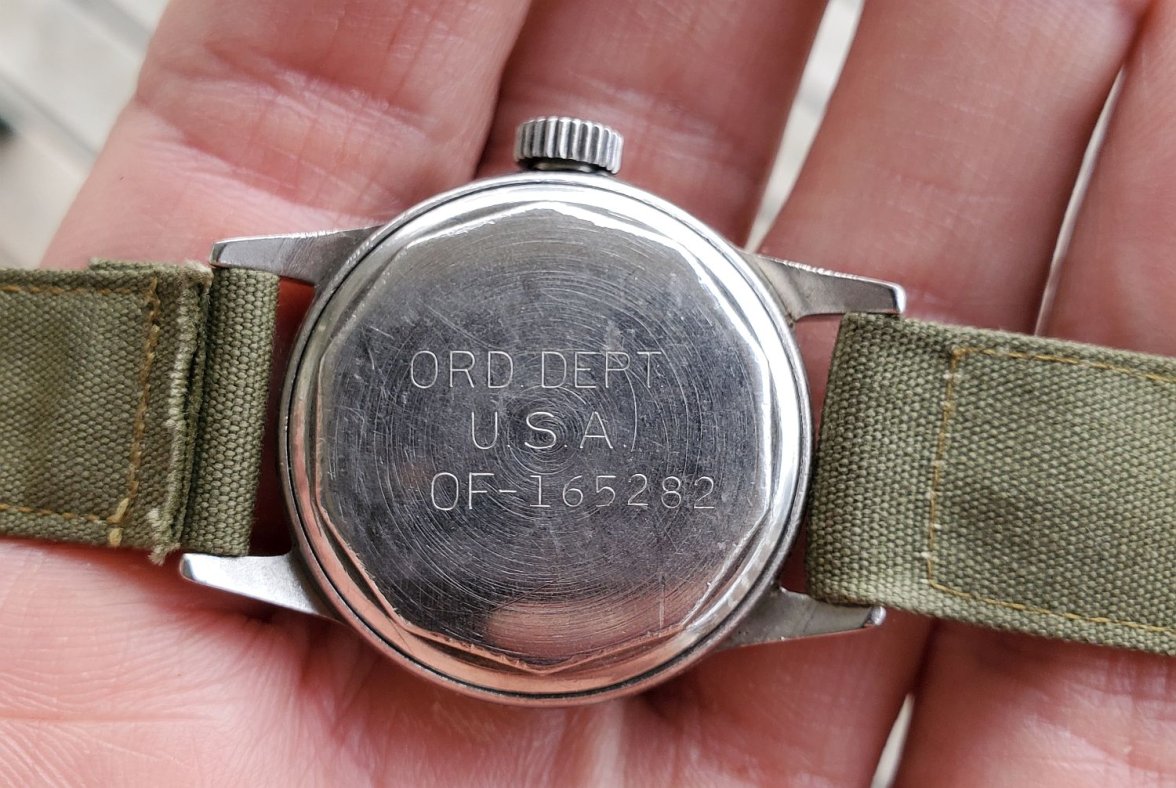 ORD. DEPT.
U.S.A.
OF-165282